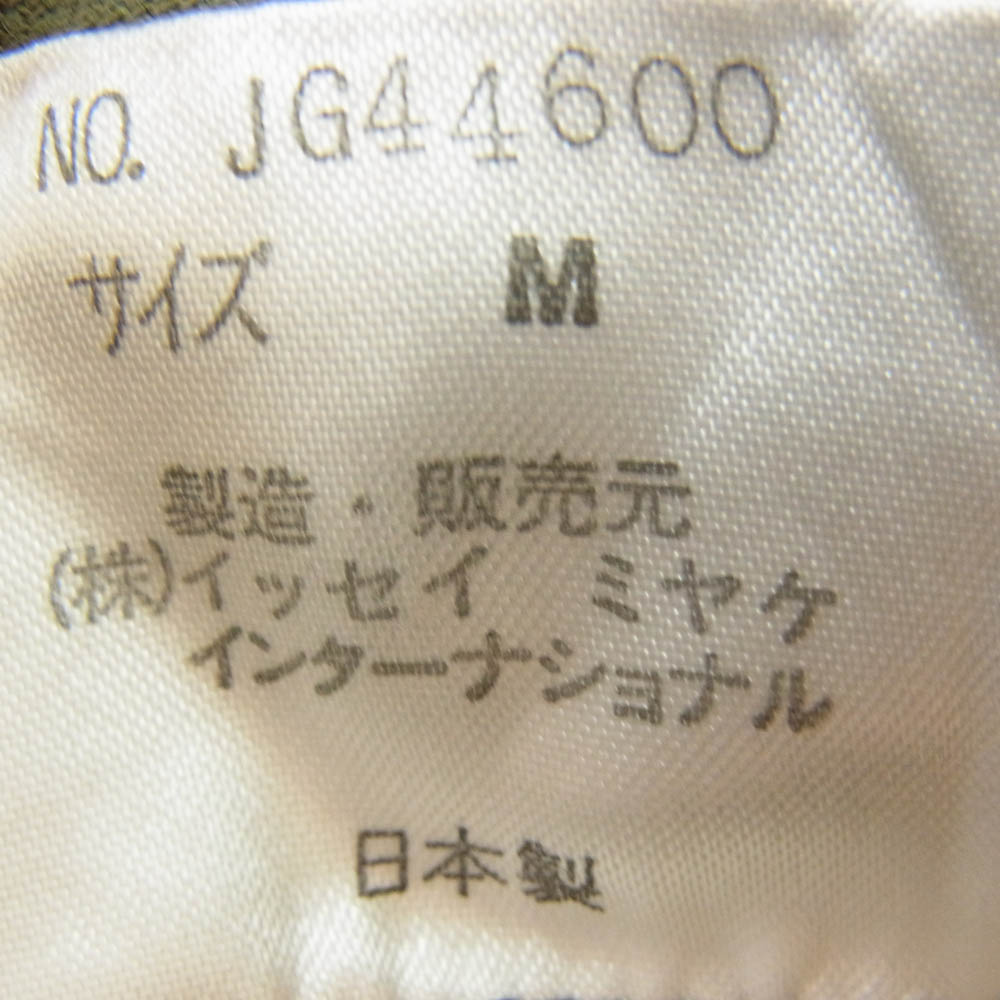 NO. JG44600
サイズ M
製造・販売元
(株)イッセイ ミヤケ
インターナショナル
日本製